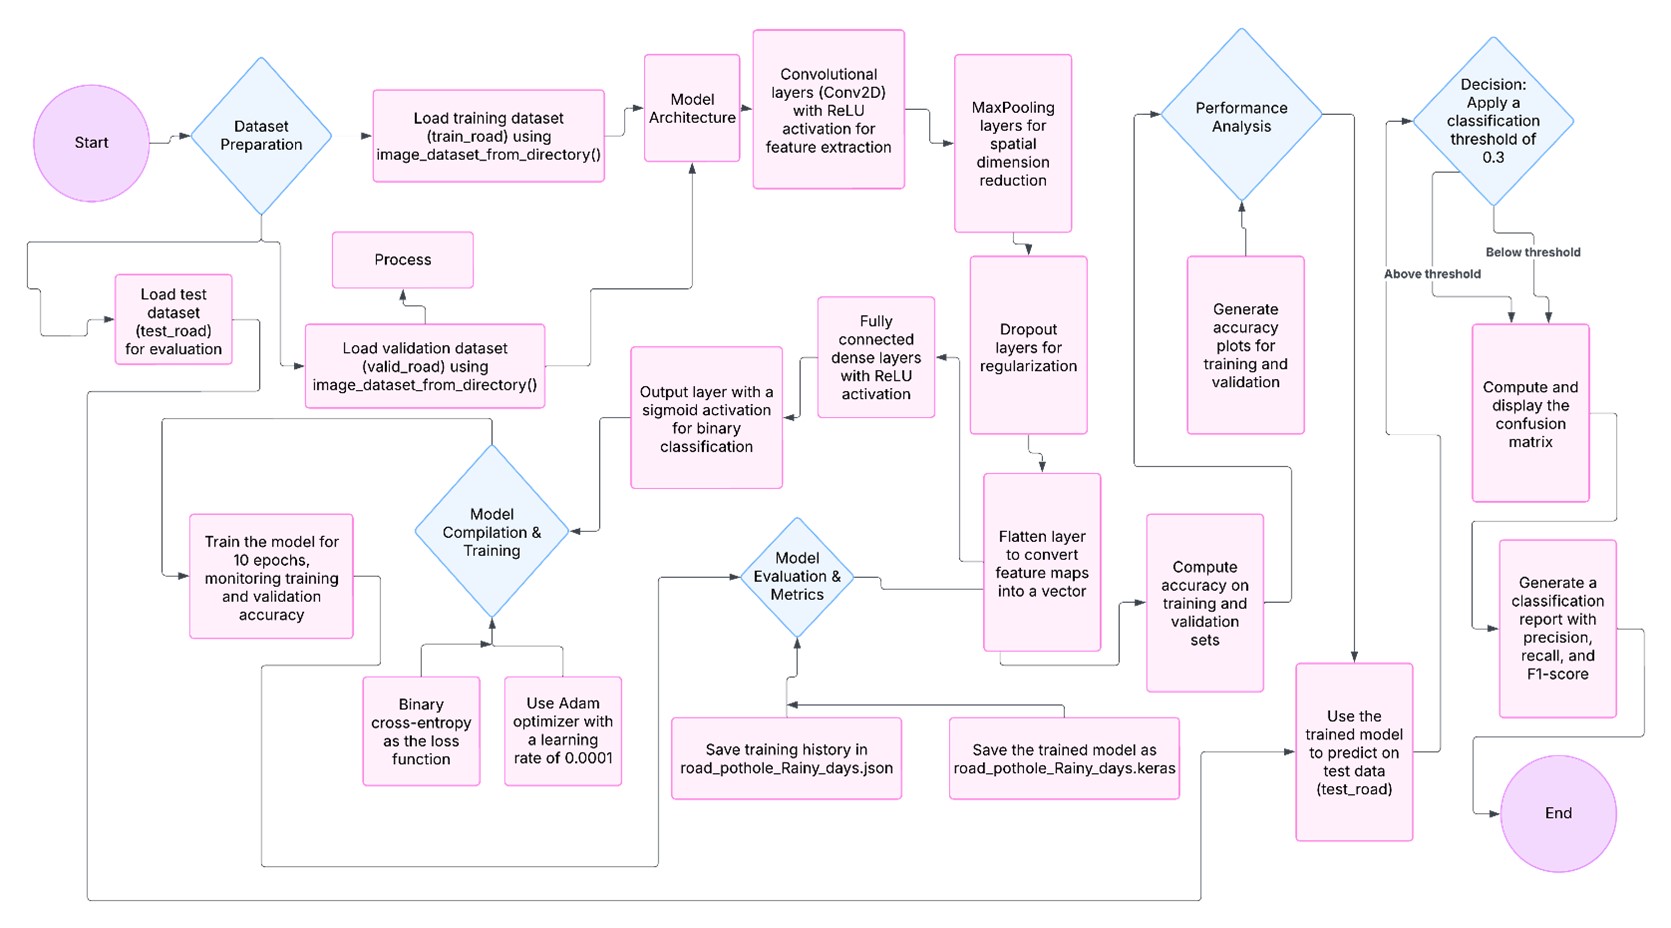 Start
Dataset
Preparation
Load training dataset
(train_road) using
image_dataset_from_directory()
Model
Architecture
Convolutional
layers (Conv2D)
with ReLU
activation for
feature extraction
MaxPooling
layers for
spatial
dimension
reduction
Performance
Analysis
Decision:
Apply a
classification
threshold of
0.3
Process
Load test
dataset
(test_road)
for evaluation
Load validation dataset
(valid_road) using
image_dataset_from_directory()
Output layer with a
sigmoid activation
for binary
classification
Fully
connected
dense layers
with ReLU
activation
Dropout
layers for
regularization
Generate
accuracy
plots for
training and
validation
Above threshold
Below threshold
Compute and
display the
confusion
matrix
Train the model for
10 epochs,
monitoring training
and validation
accuracy
Model
Compilation &
Training
Model
Evaluation &
Metrics
Flatten layer
to convert
feature maps
into a vector
Compute
accuracy on
training and
validation
sets
Generate a
classification
report with
precision,
recall, and
F1-score
Binary
cross-entropy
as the loss
function
Use Adam
optimizer with
a learning
rate of 0.0001
Save training history in
road_pothole_Rainy_days.json
Save the trained model as
road_pothole_Rainy_days.keras
Use the
trained model
to predict on
test data
(test_road)
End